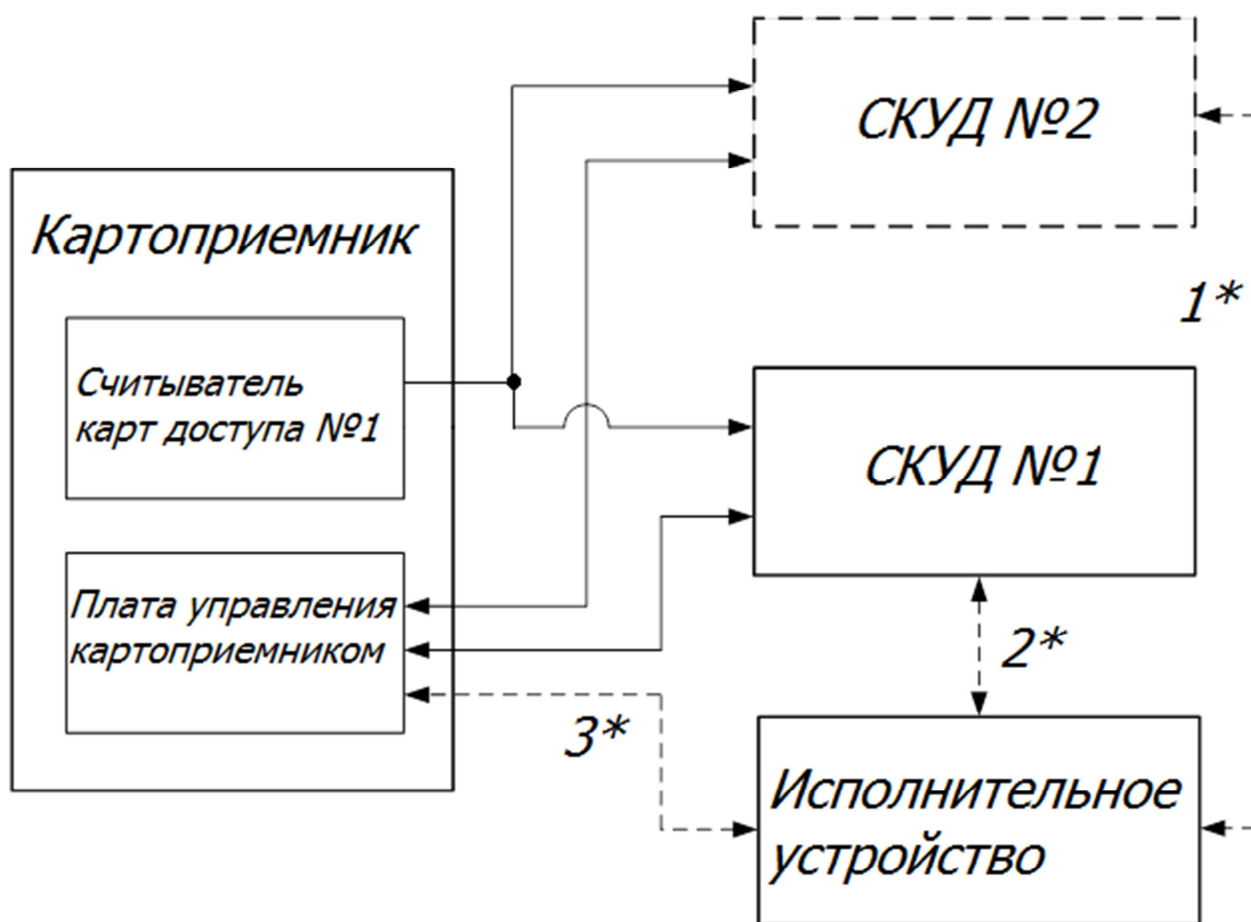 СКУД №2
Картоприемник
1*
Считыватель
карт доступа №1
СКУД №1
Плата управления
картоприемником
2*
3*
Исполнительное
устройство